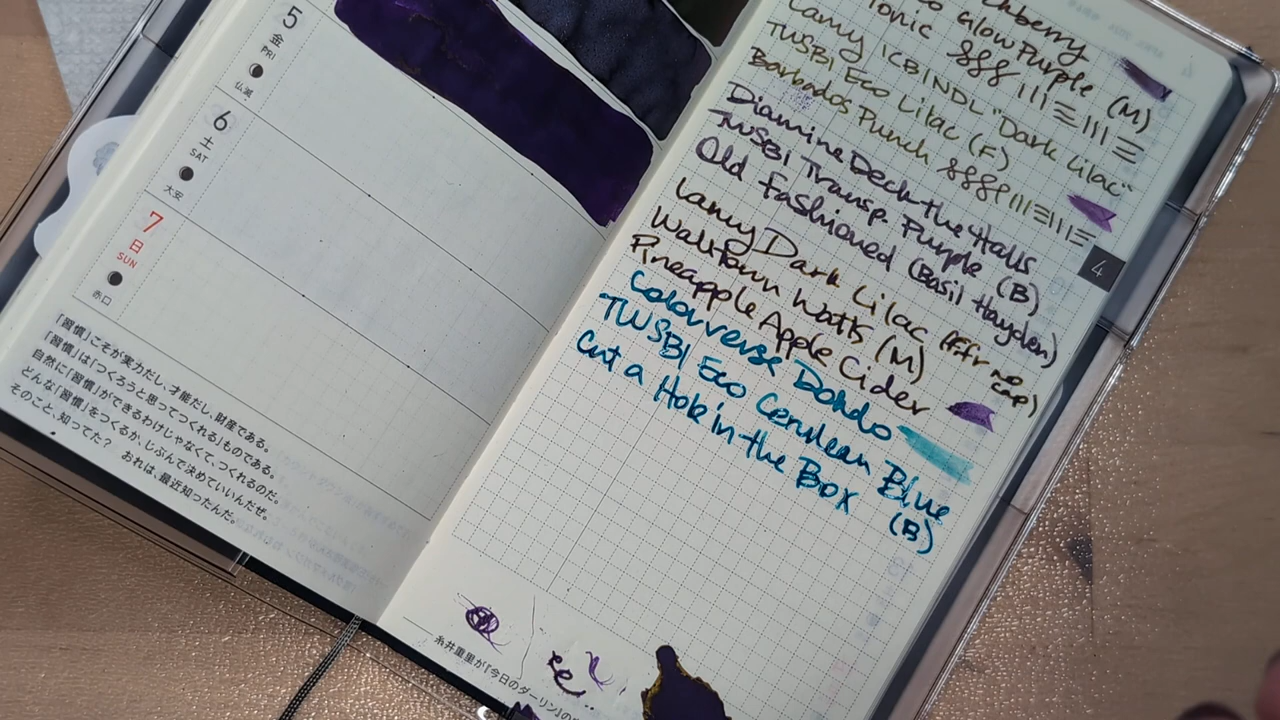 5
金
FRI
仏滅
6
土
SAT
大安
7
日
SUN
赤口
「習慣」こそが実力だし、才能だし、財産である。
「習慣」は「つくろうと思ってつくれる」ものである。
自然に「習慣」ができるわけじゃなくて、つくれるのだ。
どんな「習慣」をつくるか、じぶんで決めていいんだぜ。
そのこと、知ってた？ おれは、最近知ったんだ。
Glow Purple (M)
Tonic
Lamy "CBINDL" Dark Lilac"
TWSBI Eco Lilac (F)
Barbados Punch
Diamine Deck the Halls
TWSBI Transp. Purple (B)
Old Fashioned (Basil Hayden)
Lamy Dark Lilac (Ffr no cap)
Walltown Watts (M)
Pineapple Apple Cider
Colorverse Dokdo
TWSBI Eco Cerulean Blue
Cut a Hole in the Box (B)
4
糸井重里が『今日のダーリン』の